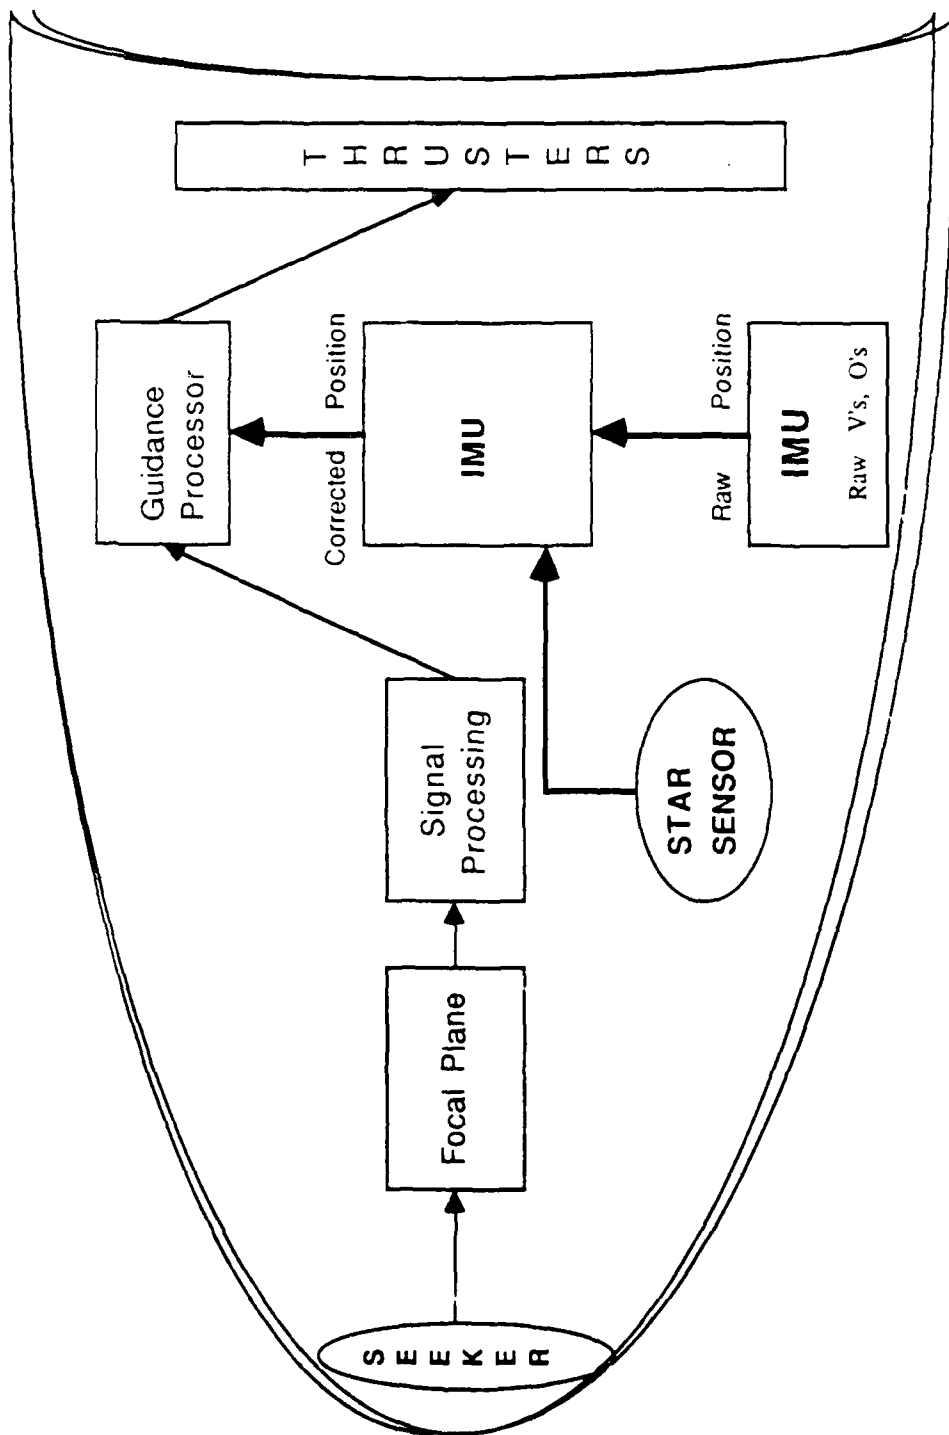 SEEKER
Focal Plane
Signal
Processing
STAR
SENSOR
Guidance
Processor
Corrected Position
IMU
Raw Position
IMU
Raw V's, O's
THRUSTERS